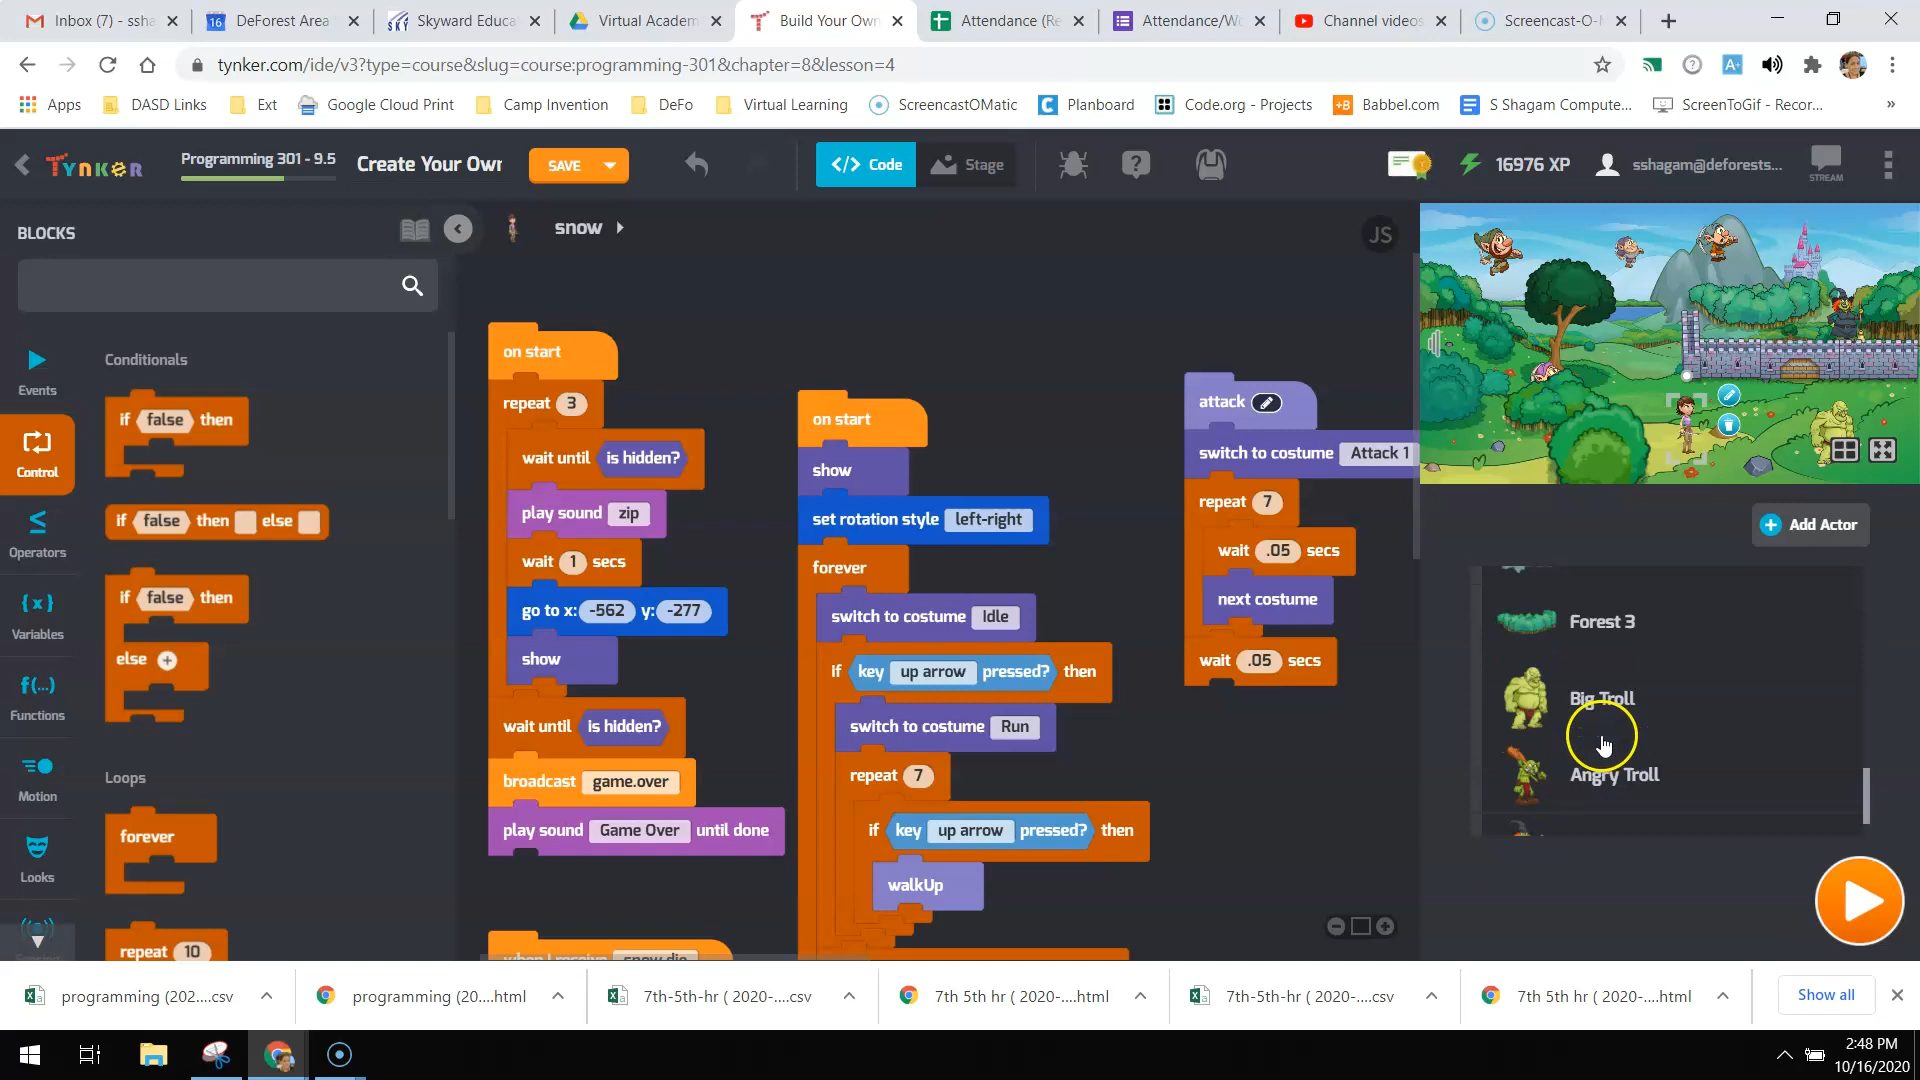 Inbox (7) - ssha
16
DeForest Area
Skyward Educa
Virtual Academ
Build Your Own
Attendance (Re
Attendance/Wo
Channel videos
Screencast-O-
tynker.com/ide/v3?type=course&slug=course:programming-301&chapter=8&lesson=4
Apps
DASD Links
Ext
Google Cloud Print
Camp Invention
DeFo
Virtual Learning
ScreencastOMatic
Planboard
Code.org - Projects
Babbel.com
S Shagam Compute...
ScreenToGif - Recor...
»
TYNKER
Programming 301 - 9.5
Create Your Own
SAVE
</> Code
Stage
16976 XP
sshagam@deforests...
STREAM
BLOCKS
snow
JS
Events
Control
Operators
Variables
Functions
Motion
Looks
Conditionals
if false then
if false then else
if false then
else
Loops
forever
repeat 10
on start
repeat 3
wait until is hidden?
play sound zip
wait 1 secs
go to x: -562 y: -277
show
wait until is hidden?
broadcast game.over
play sound Game Over until done
when I receive snow.die
on start
show
set rotation style left-right
forever
switch to costume Idle
if key up arrow pressed? then
switch to costume Run
repeat 7
if key up arrow pressed? then
walkUp
attack
switch to costume Attack 1
repeat 7
wait .05 secs
next costume
wait .05 secs
Add Actor
Forest 3
Big Troll
Angry Troll
programming (202....csv
programming (20....html
7th-5th-hr ( 2020-....csv
7th 5th hr ( 2020-....html
7th-5th-hr ( 2020-....csv
7th 5th hr ( 2020-....html
Show all
2:48 PM
10/16/2020